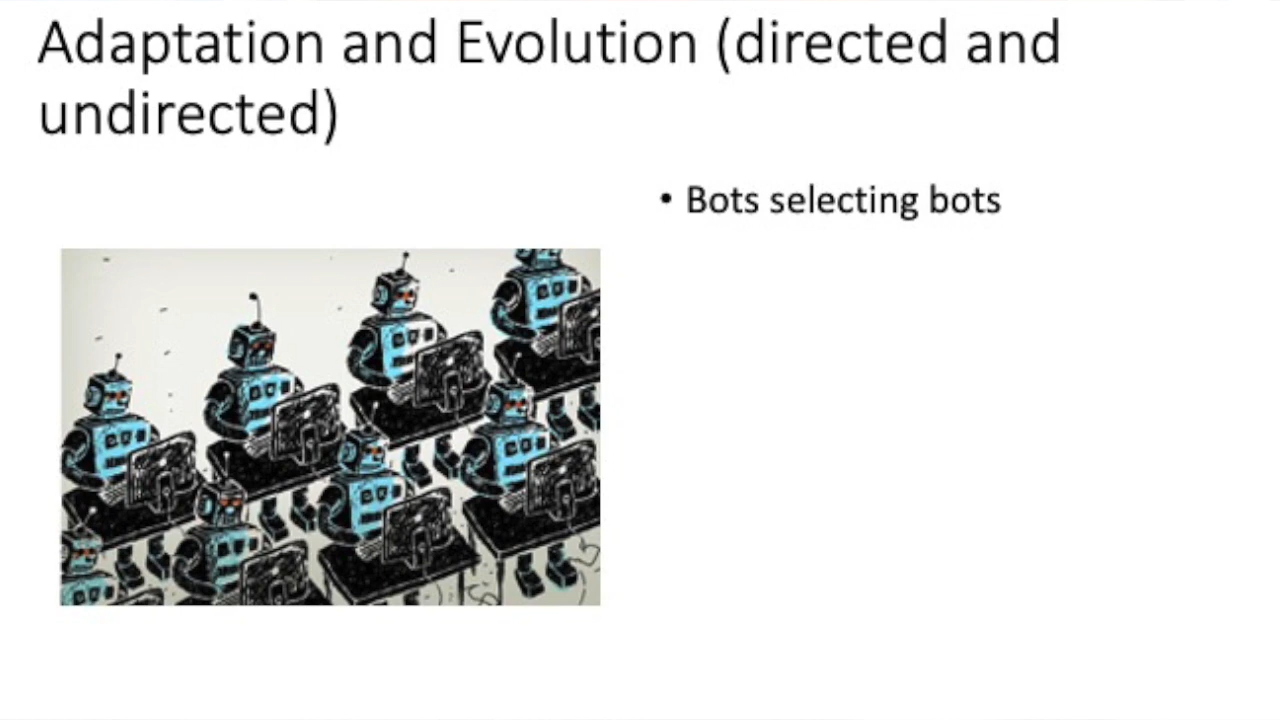 Adaptation and Evolution (directed and
undirected)
• Bots selecting bots